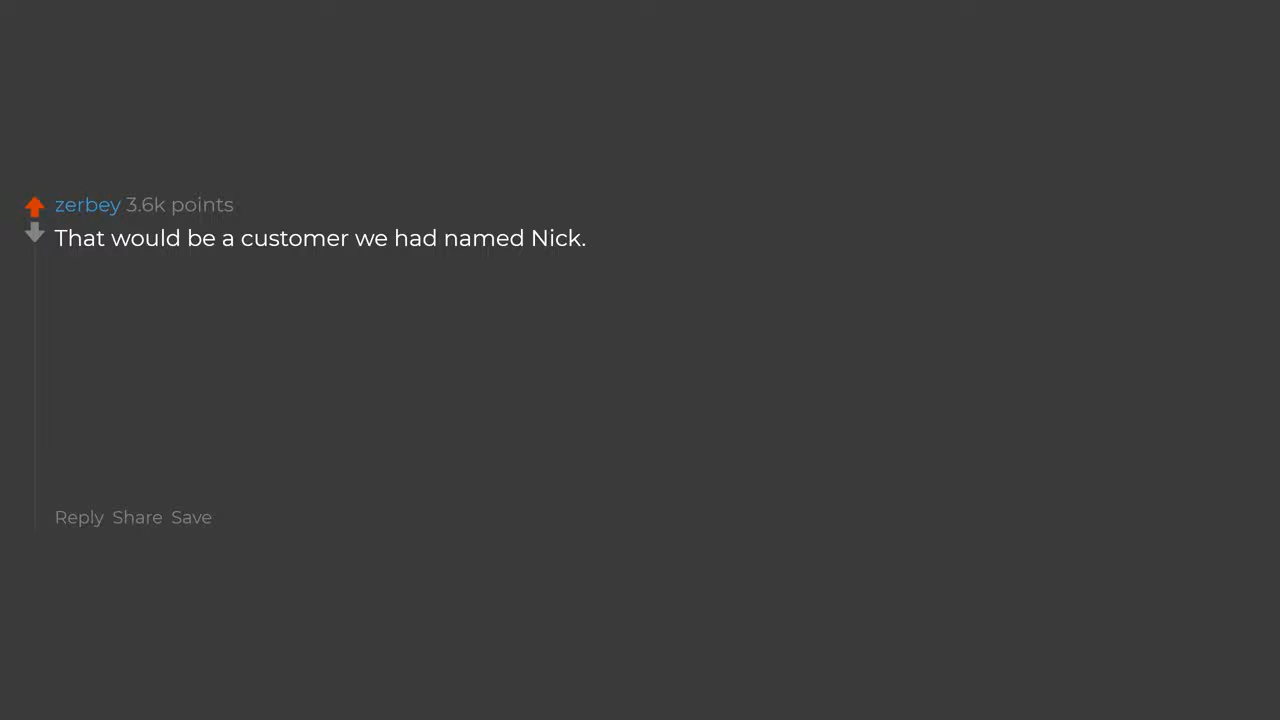 zerbey 3.6k points
That would be a customer we had named Nick.
Reply Share Save